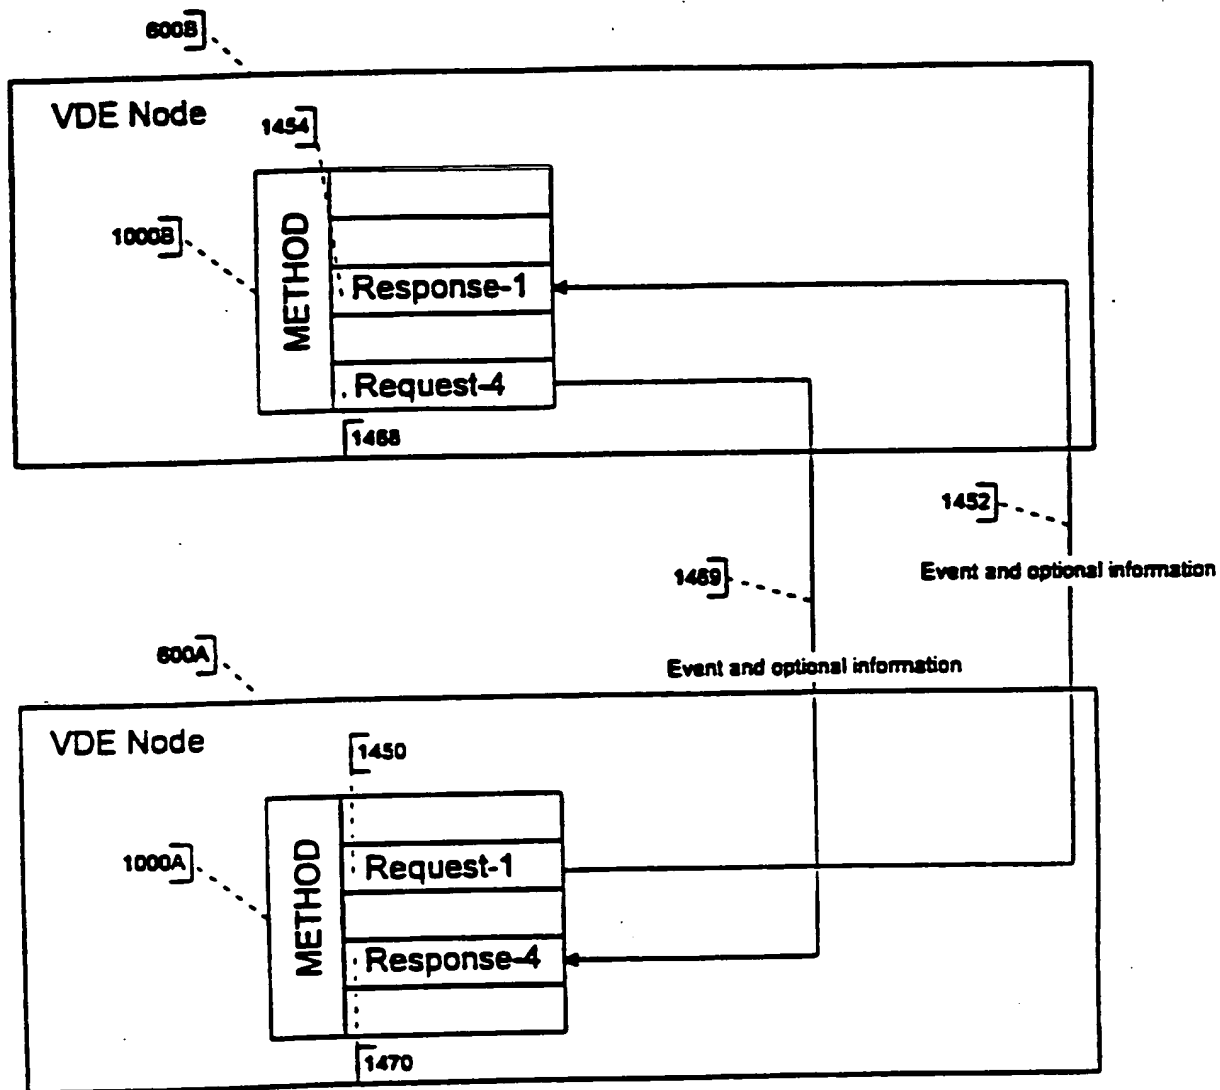 600B
VDE Node
1454
1000B
METHOD
Response-1
Request-4
1468
1452
Event and optional information
1469
600A
Event and optional information
VDE Node
1450
1000A
METHOD
Request-1
Response-4
1470